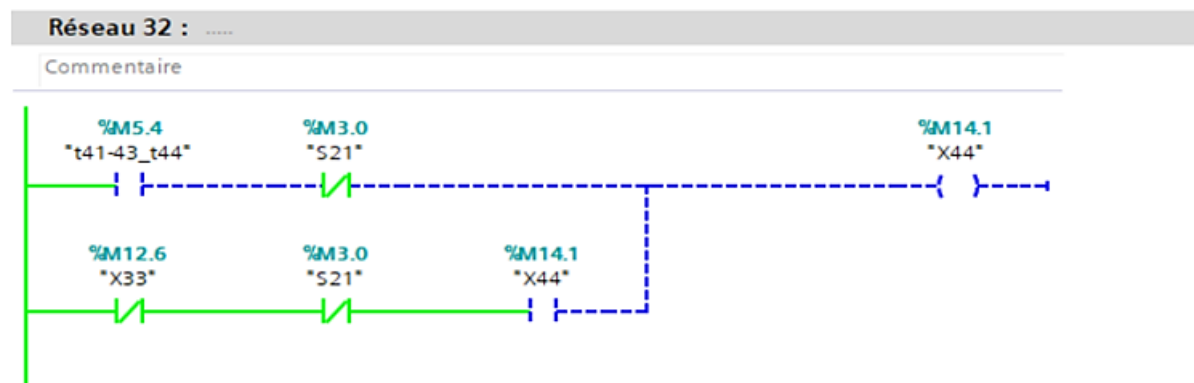 Réseau 32 : .....
Commentaire
%M5.4 %M3.0 %M14.1
"t41-43_t44" "S21" "X44"
%M12.6 %M3.0 %M14.1
"X33" "S21" "X44"